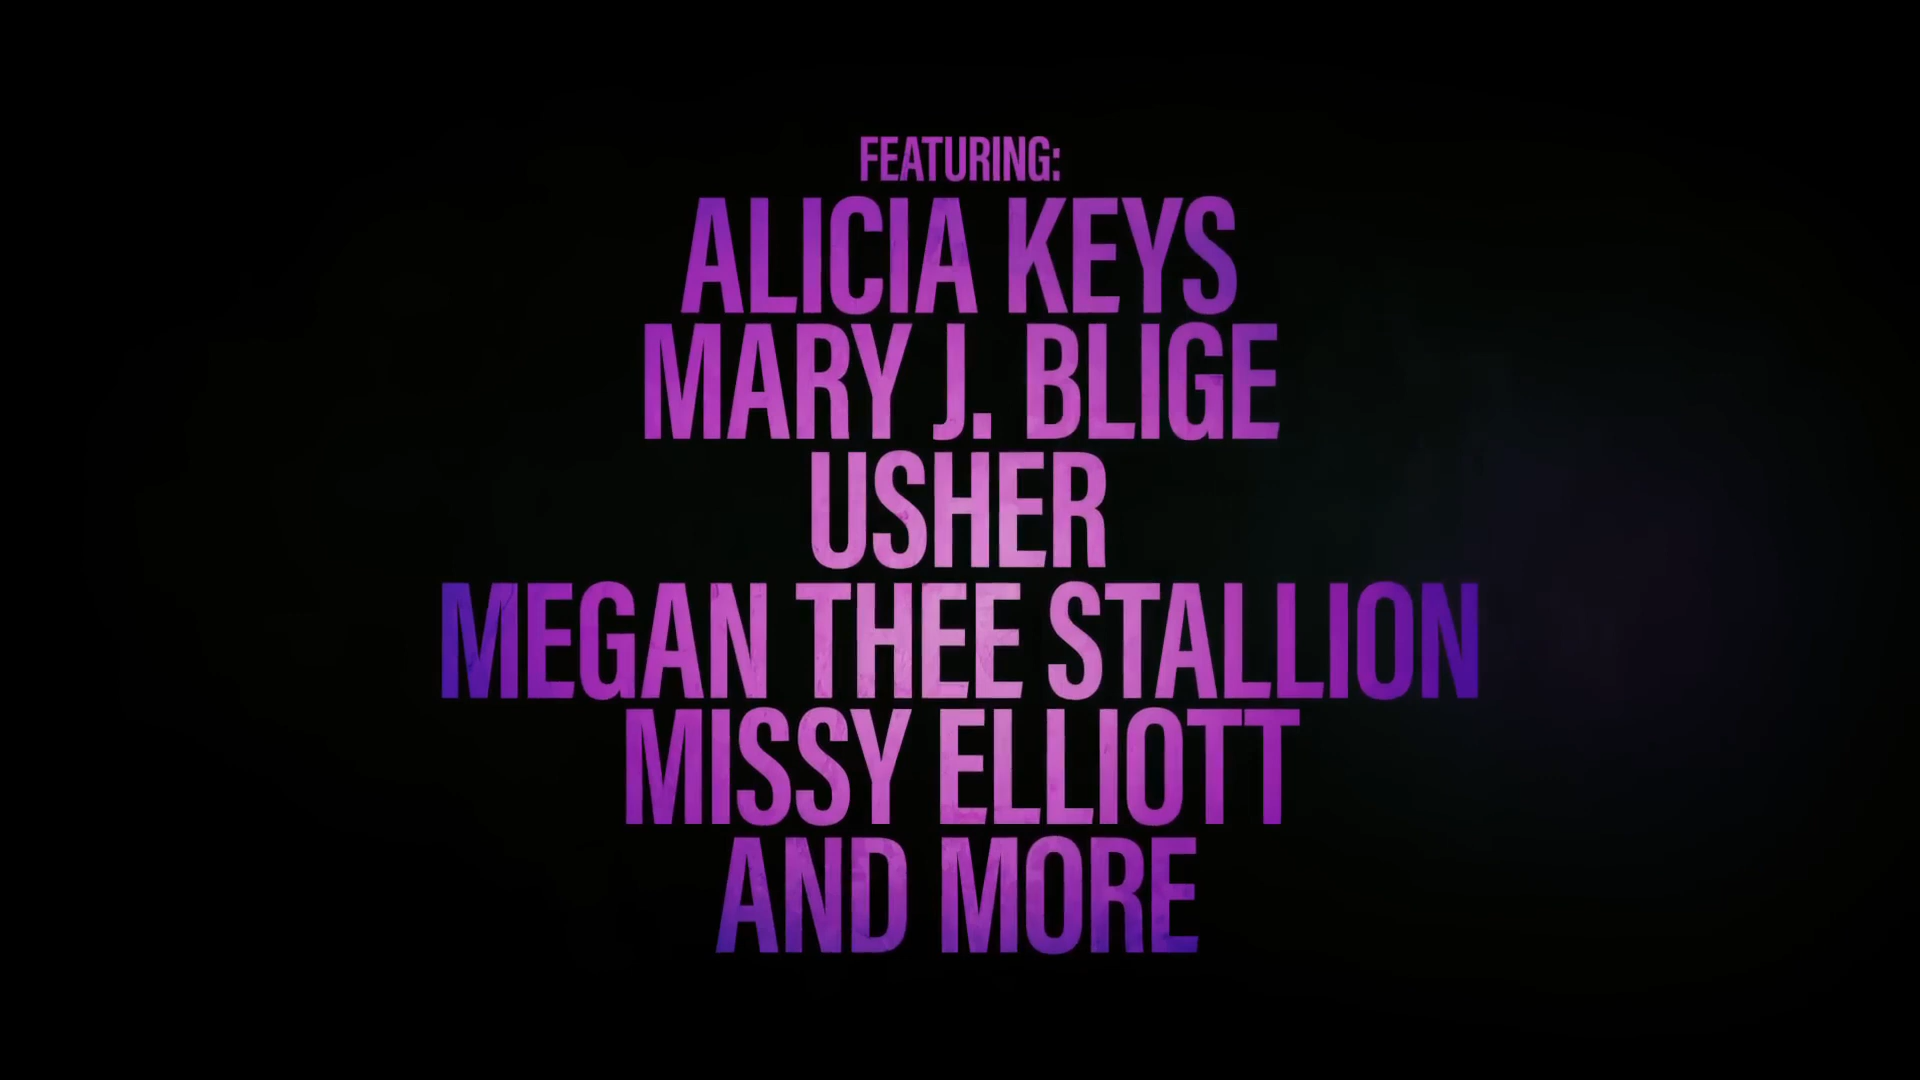 FEATURING:
ALICIA KEYS
MARY J. BLIGE
USHER
MEGAN THEE STALLION
MISSY ELLIOTT
AND MORE